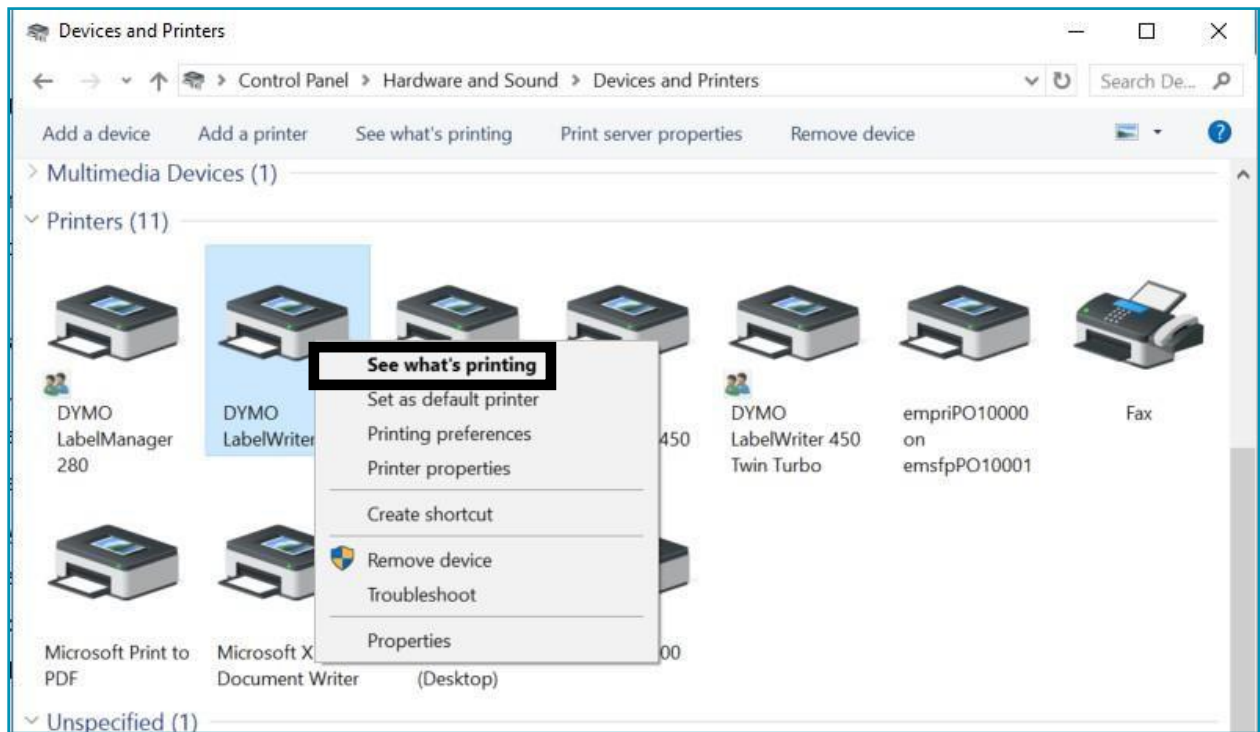 Devices and Printers
Control Panel > Hardware and Sound > Devices and Printers
Search De...
Add a device Add a printer See what's printing Print server properties Remove device
Multimedia Devices (1)
Printers (11)
See what's printing
Set as default printer
Printing preferences
Printer properties
Create shortcut
Remove device
Troubleshoot
Properties
DYMO
LabelManager
280
DYMO
LabelWriter
450
DYMO
LabelWriter 450
Twin Turbo
empriPO10000
on
emsfpPO10001
Fax
Microsoft Print to
PDF
Microsoft X
Document Writer
(Desktop)
00
Unspecified (1)